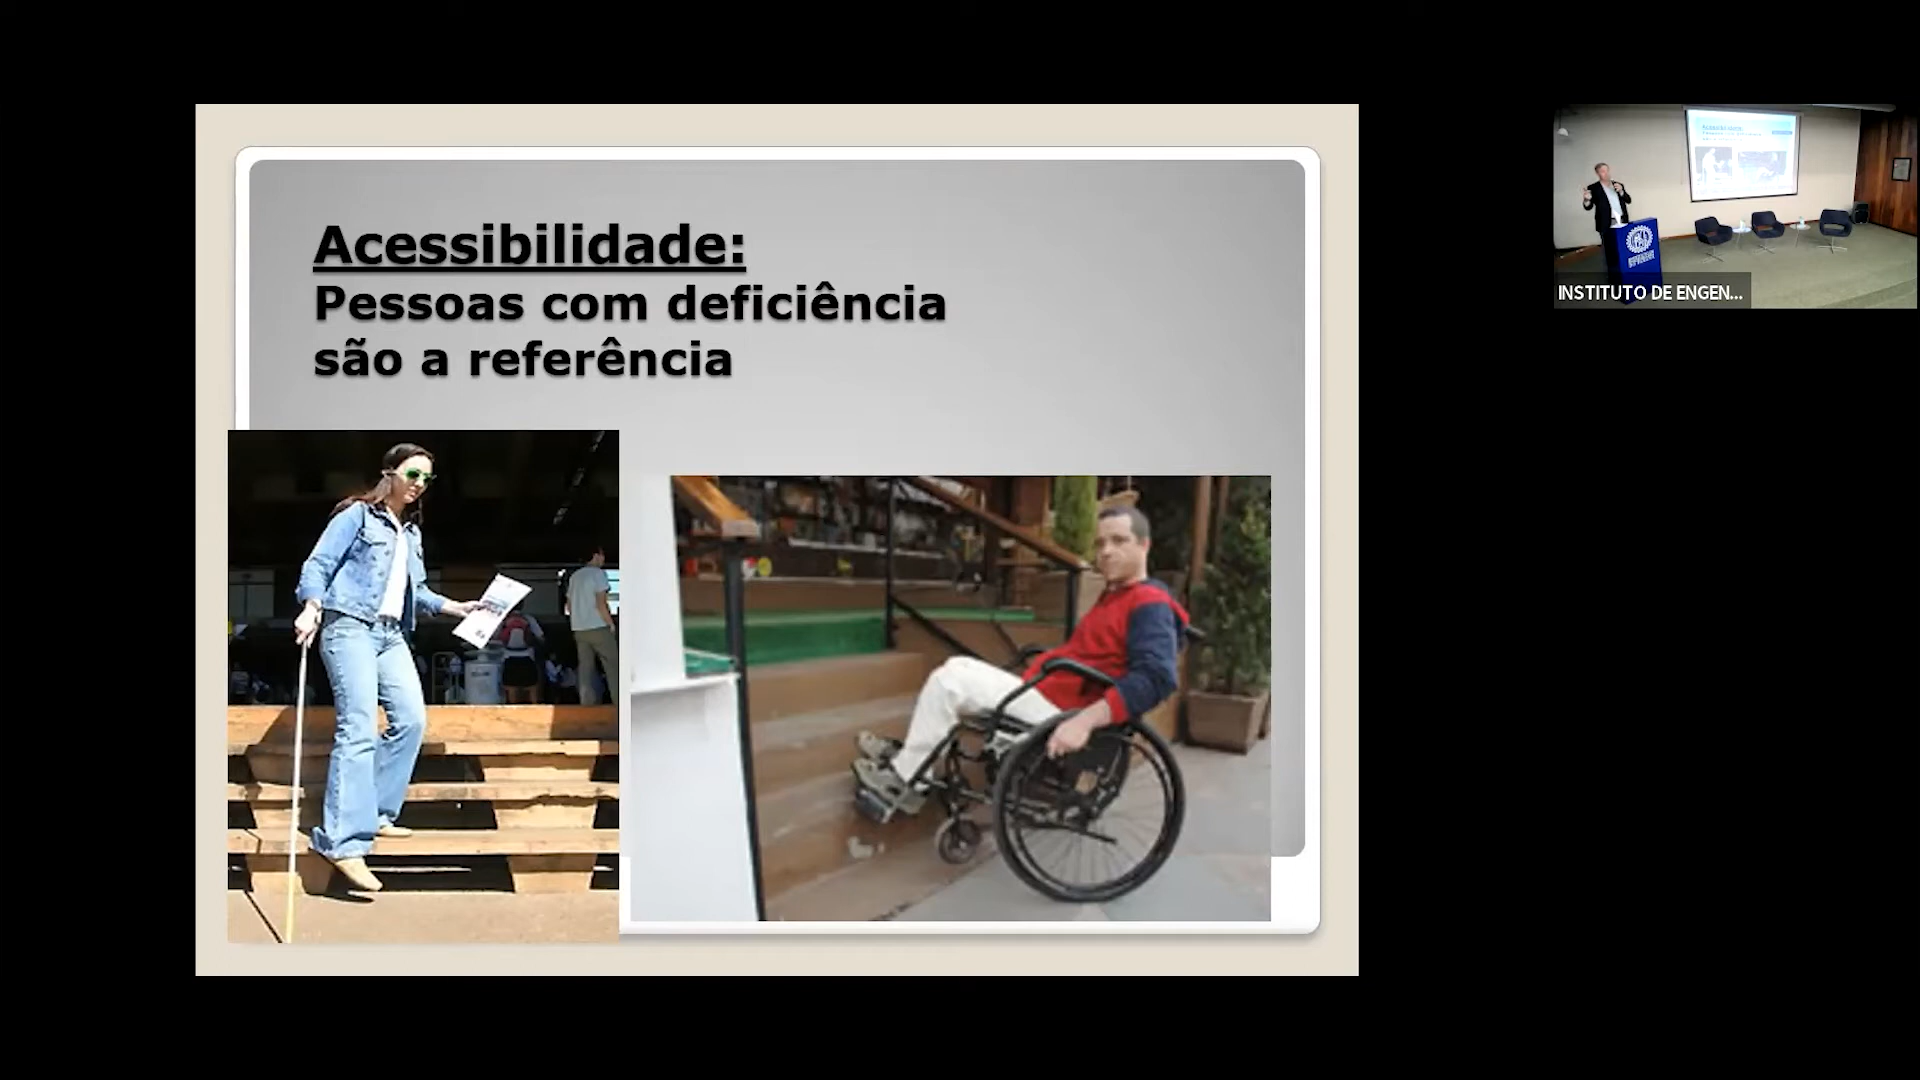 Acessibilidade:
Pessoas com deficiência
são a referência
INSTITUTO DE ENGEN...